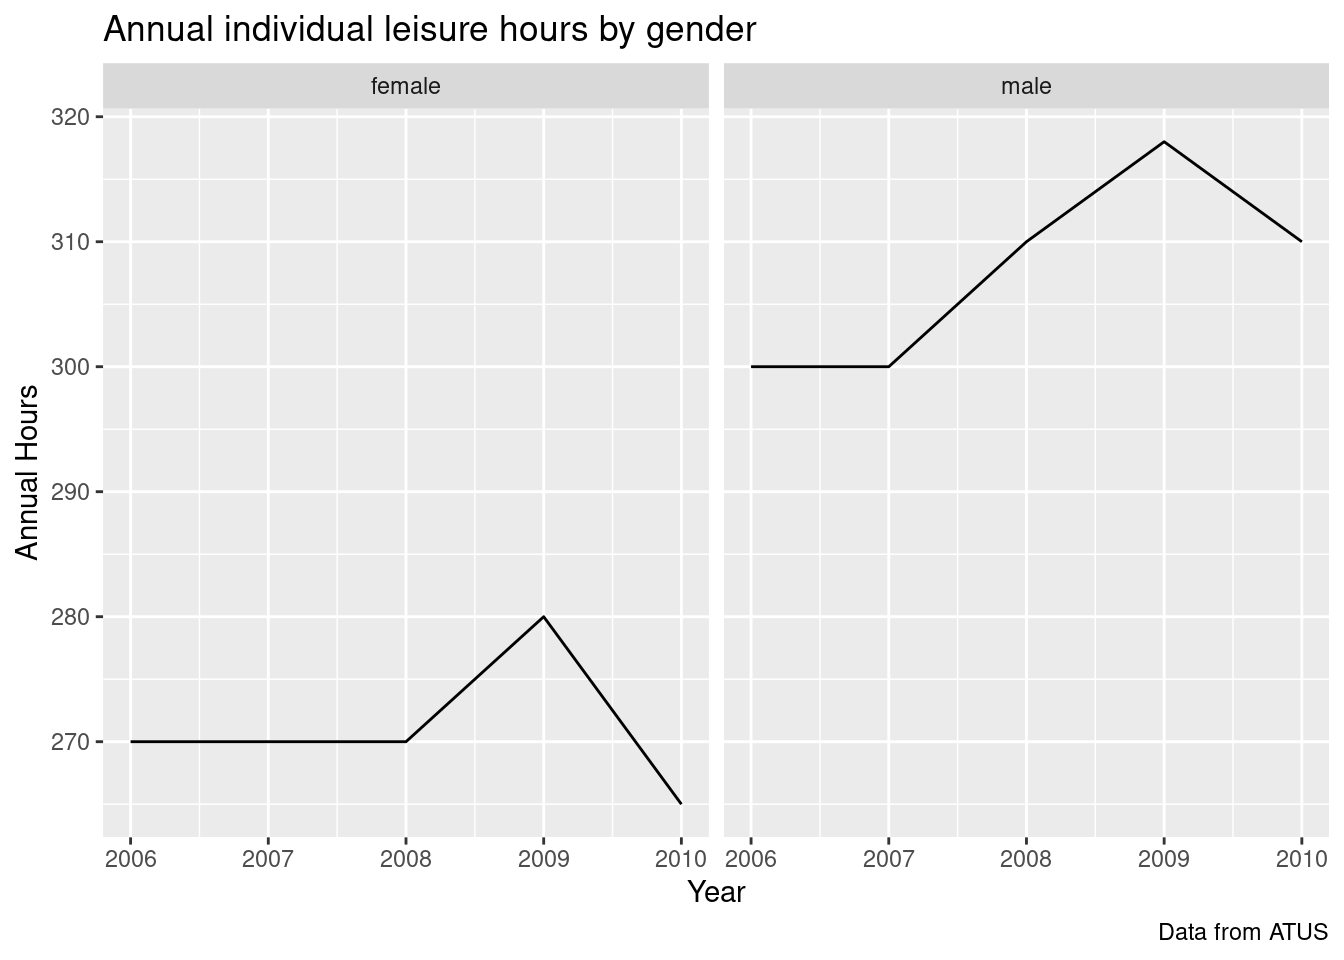 Annual individual leisure hours by gender
female
male
Annual Hours
320
310
300
290
280
270
2006 2007 2008 2009 2010
2006 2007 2008 2009 2010
Year
Data from ATUS